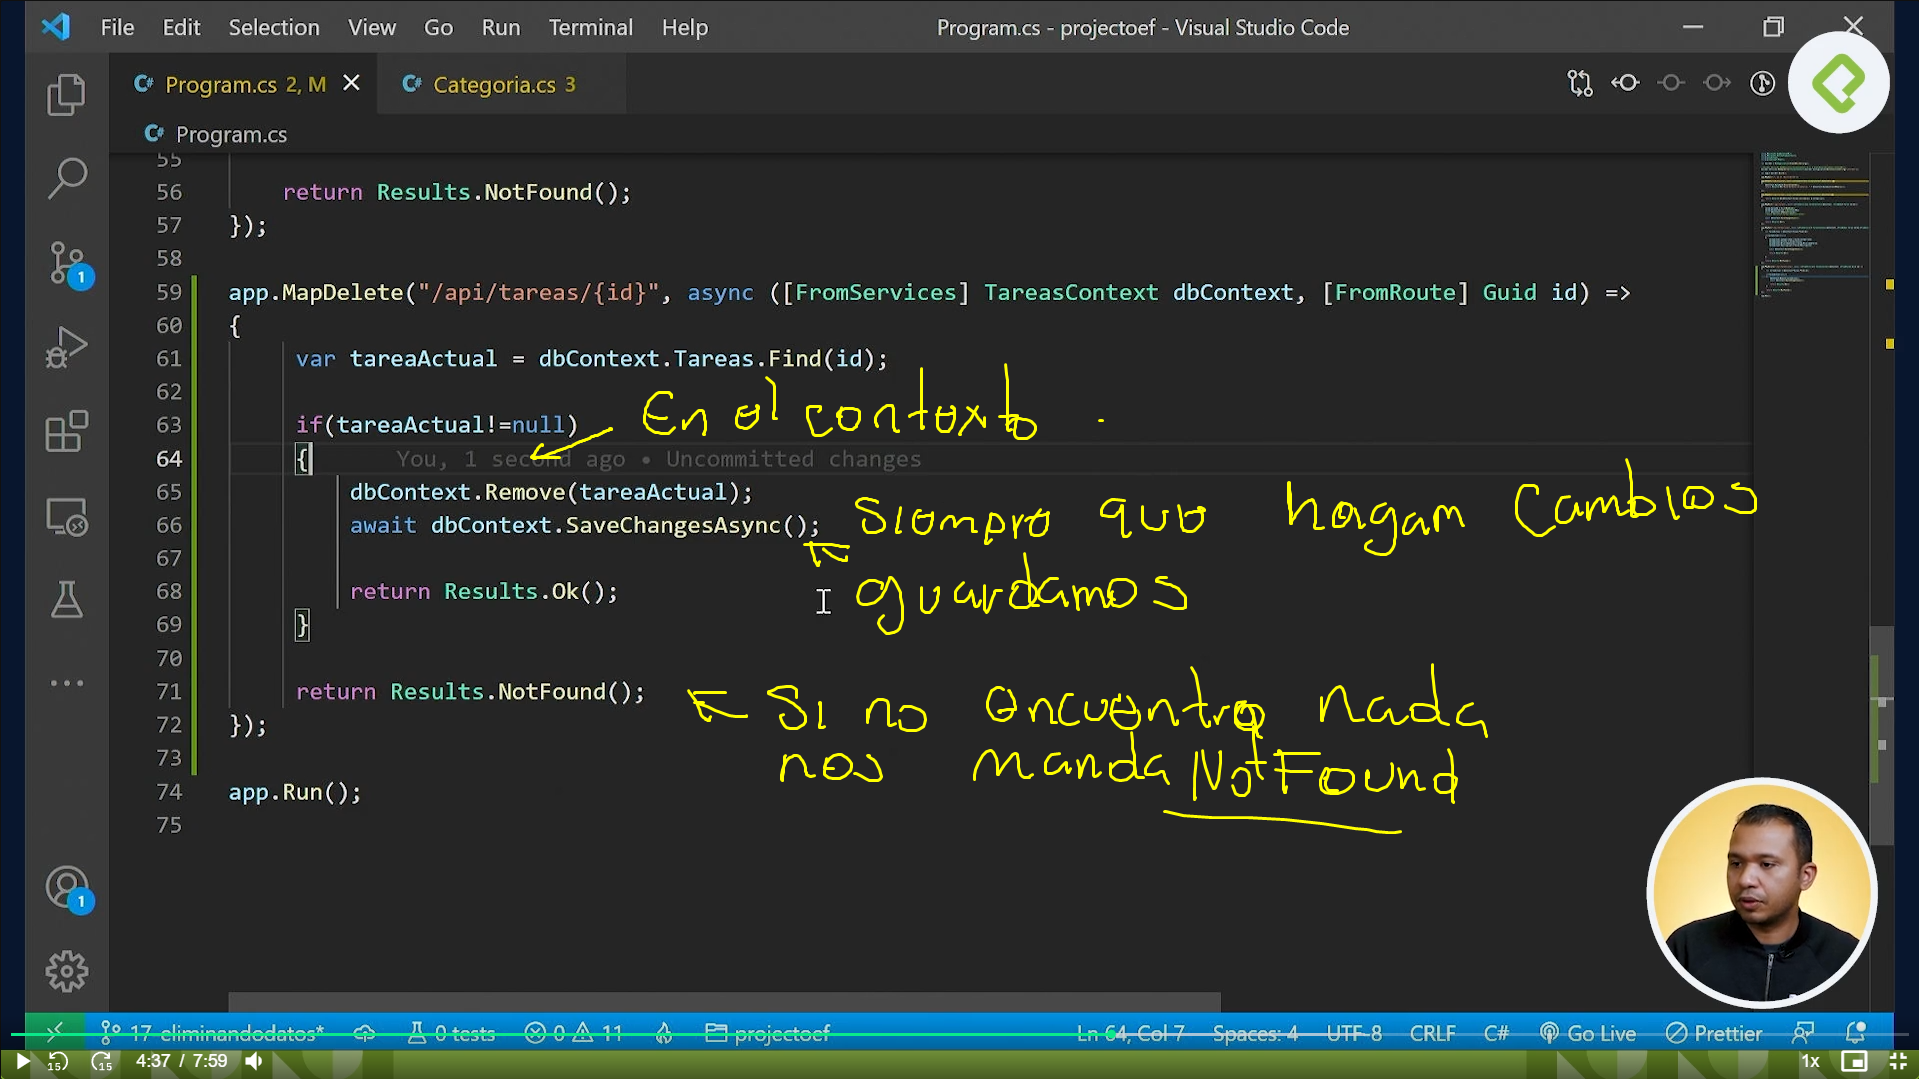 File Edit Selection View Go Run Terminal Help Program.cs - projectoef - Visual Studio Code
Program.cs 2, M Categoria.cs 3
Program.cs
55
56 return Results.NotFound();
57 });
58
59 app.MapDelete("/api/tareas/{id}", async ([FromServices] TareasContext dbContext, [FromRoute] Guid id) =>
60 {
61 var tareaActual = dbContext.Tareas.Find(id);
62
En el contexto.
63 if(tareaActual!=null)
64 { You, 1 second ago • Uncommitted changes
65 dbContext.Remove(tareaActual);
66 await dbContext.SaveChangesAsync();
Siempre que hagam cambios
67
68 return Results.Ok();
guardamos
69 }
70
71 return Results.NotFound();
Si no encuentra nada
72 });
nos manda NotFound
73
74 app.Run();
75
1
1
17-eliminandodatos* 0 tests 0 11 projectoef Ln 64, Col 7 Spaces: 4 UTF-8 CRLF C# Go Live Prettier
15 15 4:37 / 7:59 1x